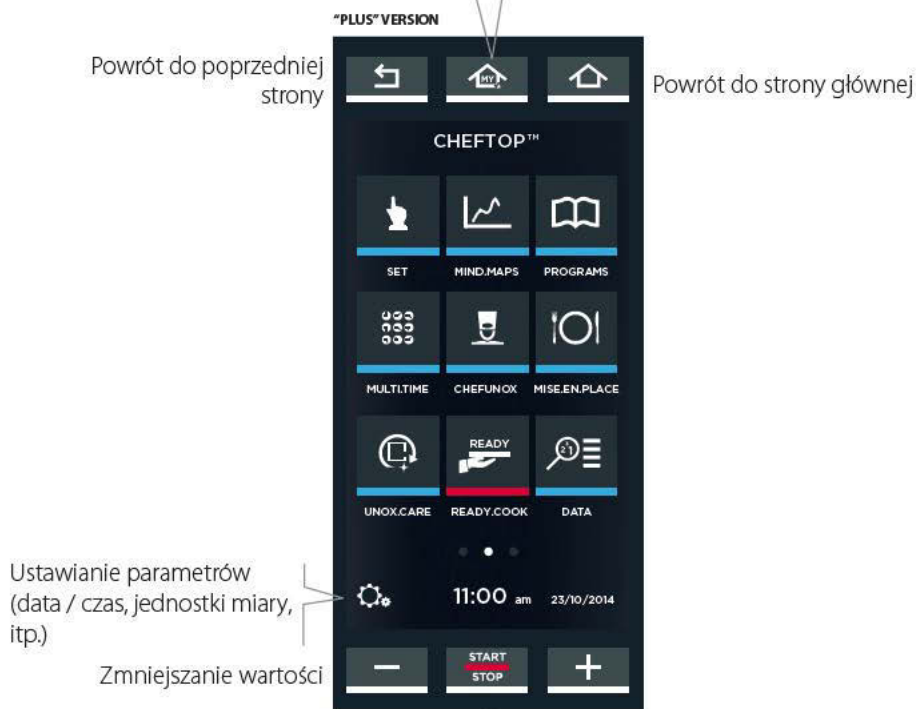 "PLUS" VERSION
Powrót do poprzedniej
strony
MY
Powrót do strony głównej
CHEFTOP™
SET
MIND.MAPS
PROGRAMS
MULTI.TIME
CHEFUNOX
MISE.EN.PLACE
READY
UNOX.CARE
READY.COOK
DATA
Ustawianie parametrów
(data / czas, jednostki miary,
itp.)
11:00 am
23/10/2014
Zmniejszanie wartości
START
STOP